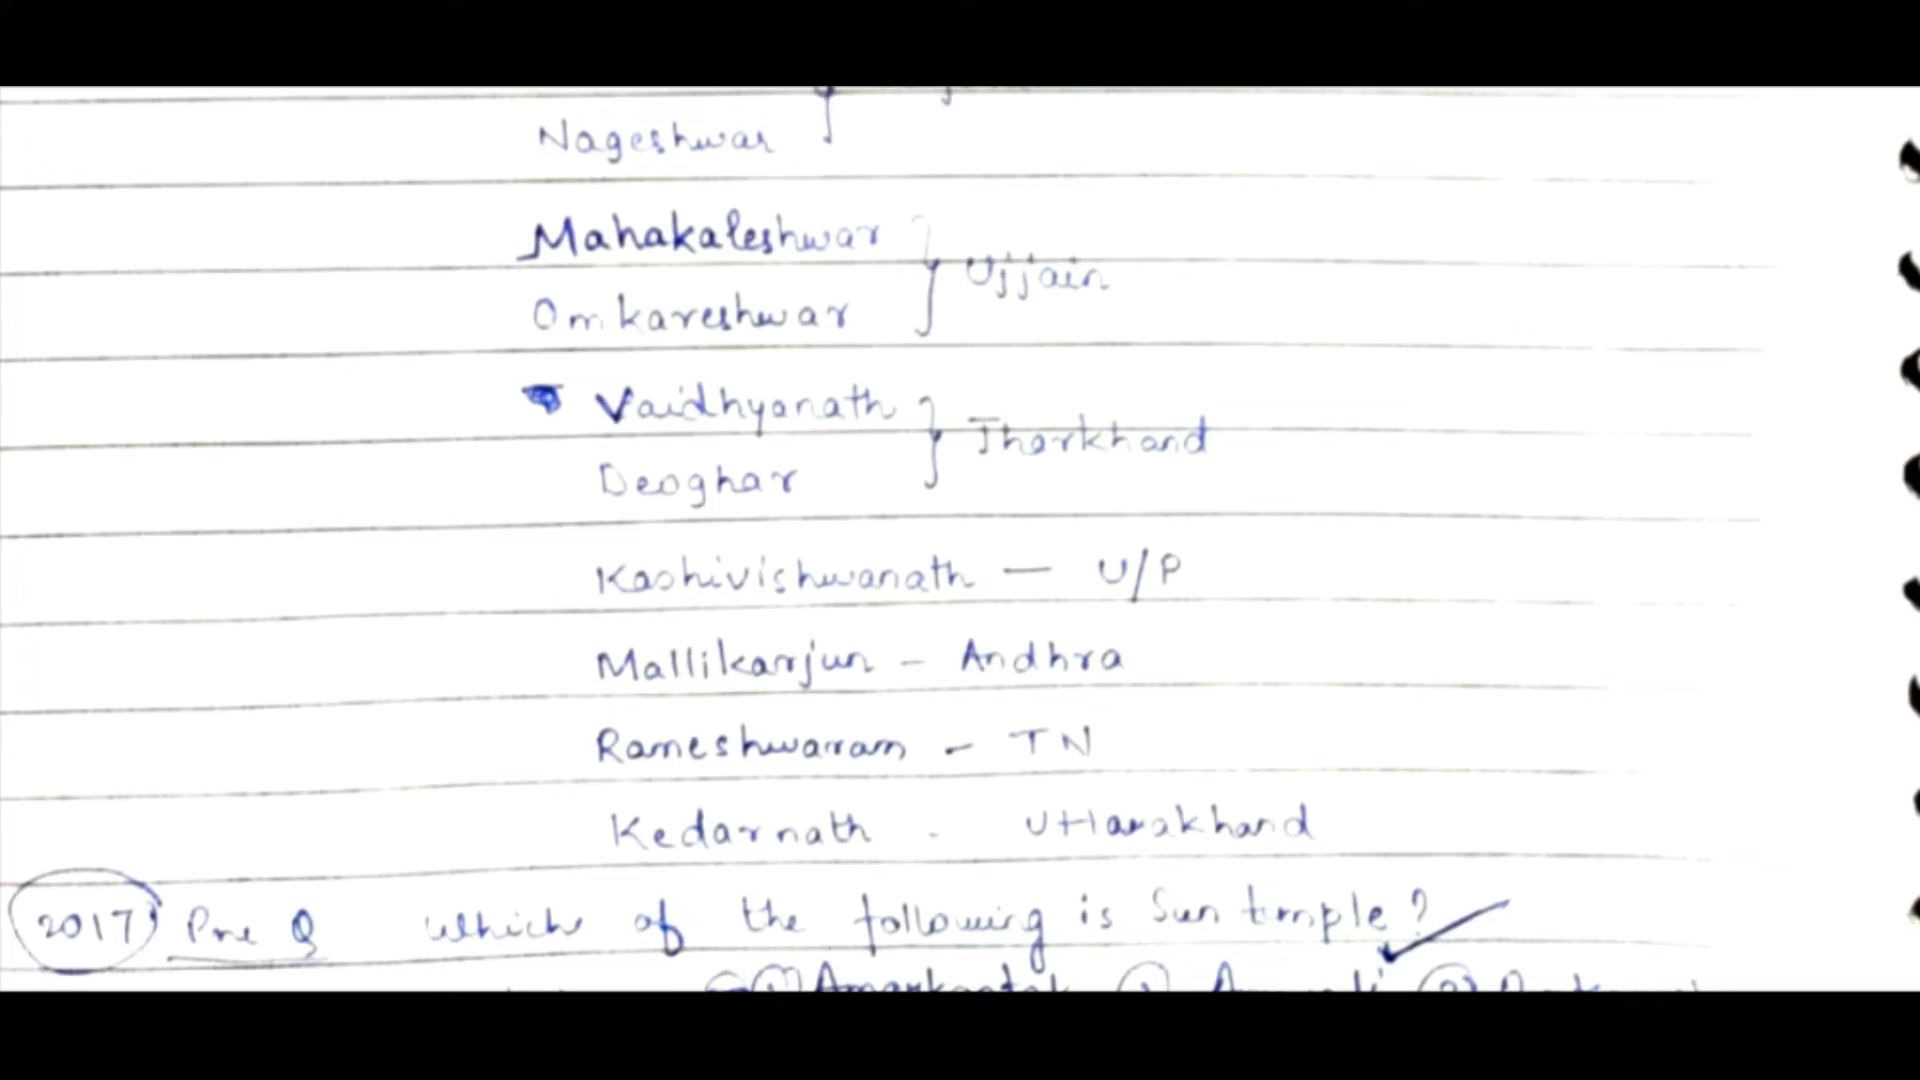 Nageshwar }
Mahakaleshwar } Ujjain
Omkareshwar
Vaidhyanath } Jharkhand
Deoghar
Kashivishwanath — U/P
Mallikarjun - Andhra
Rameshwaram - TN
Kedarnath - Uttarakhand
2017 Pre Q Which of the following is Sun temple?